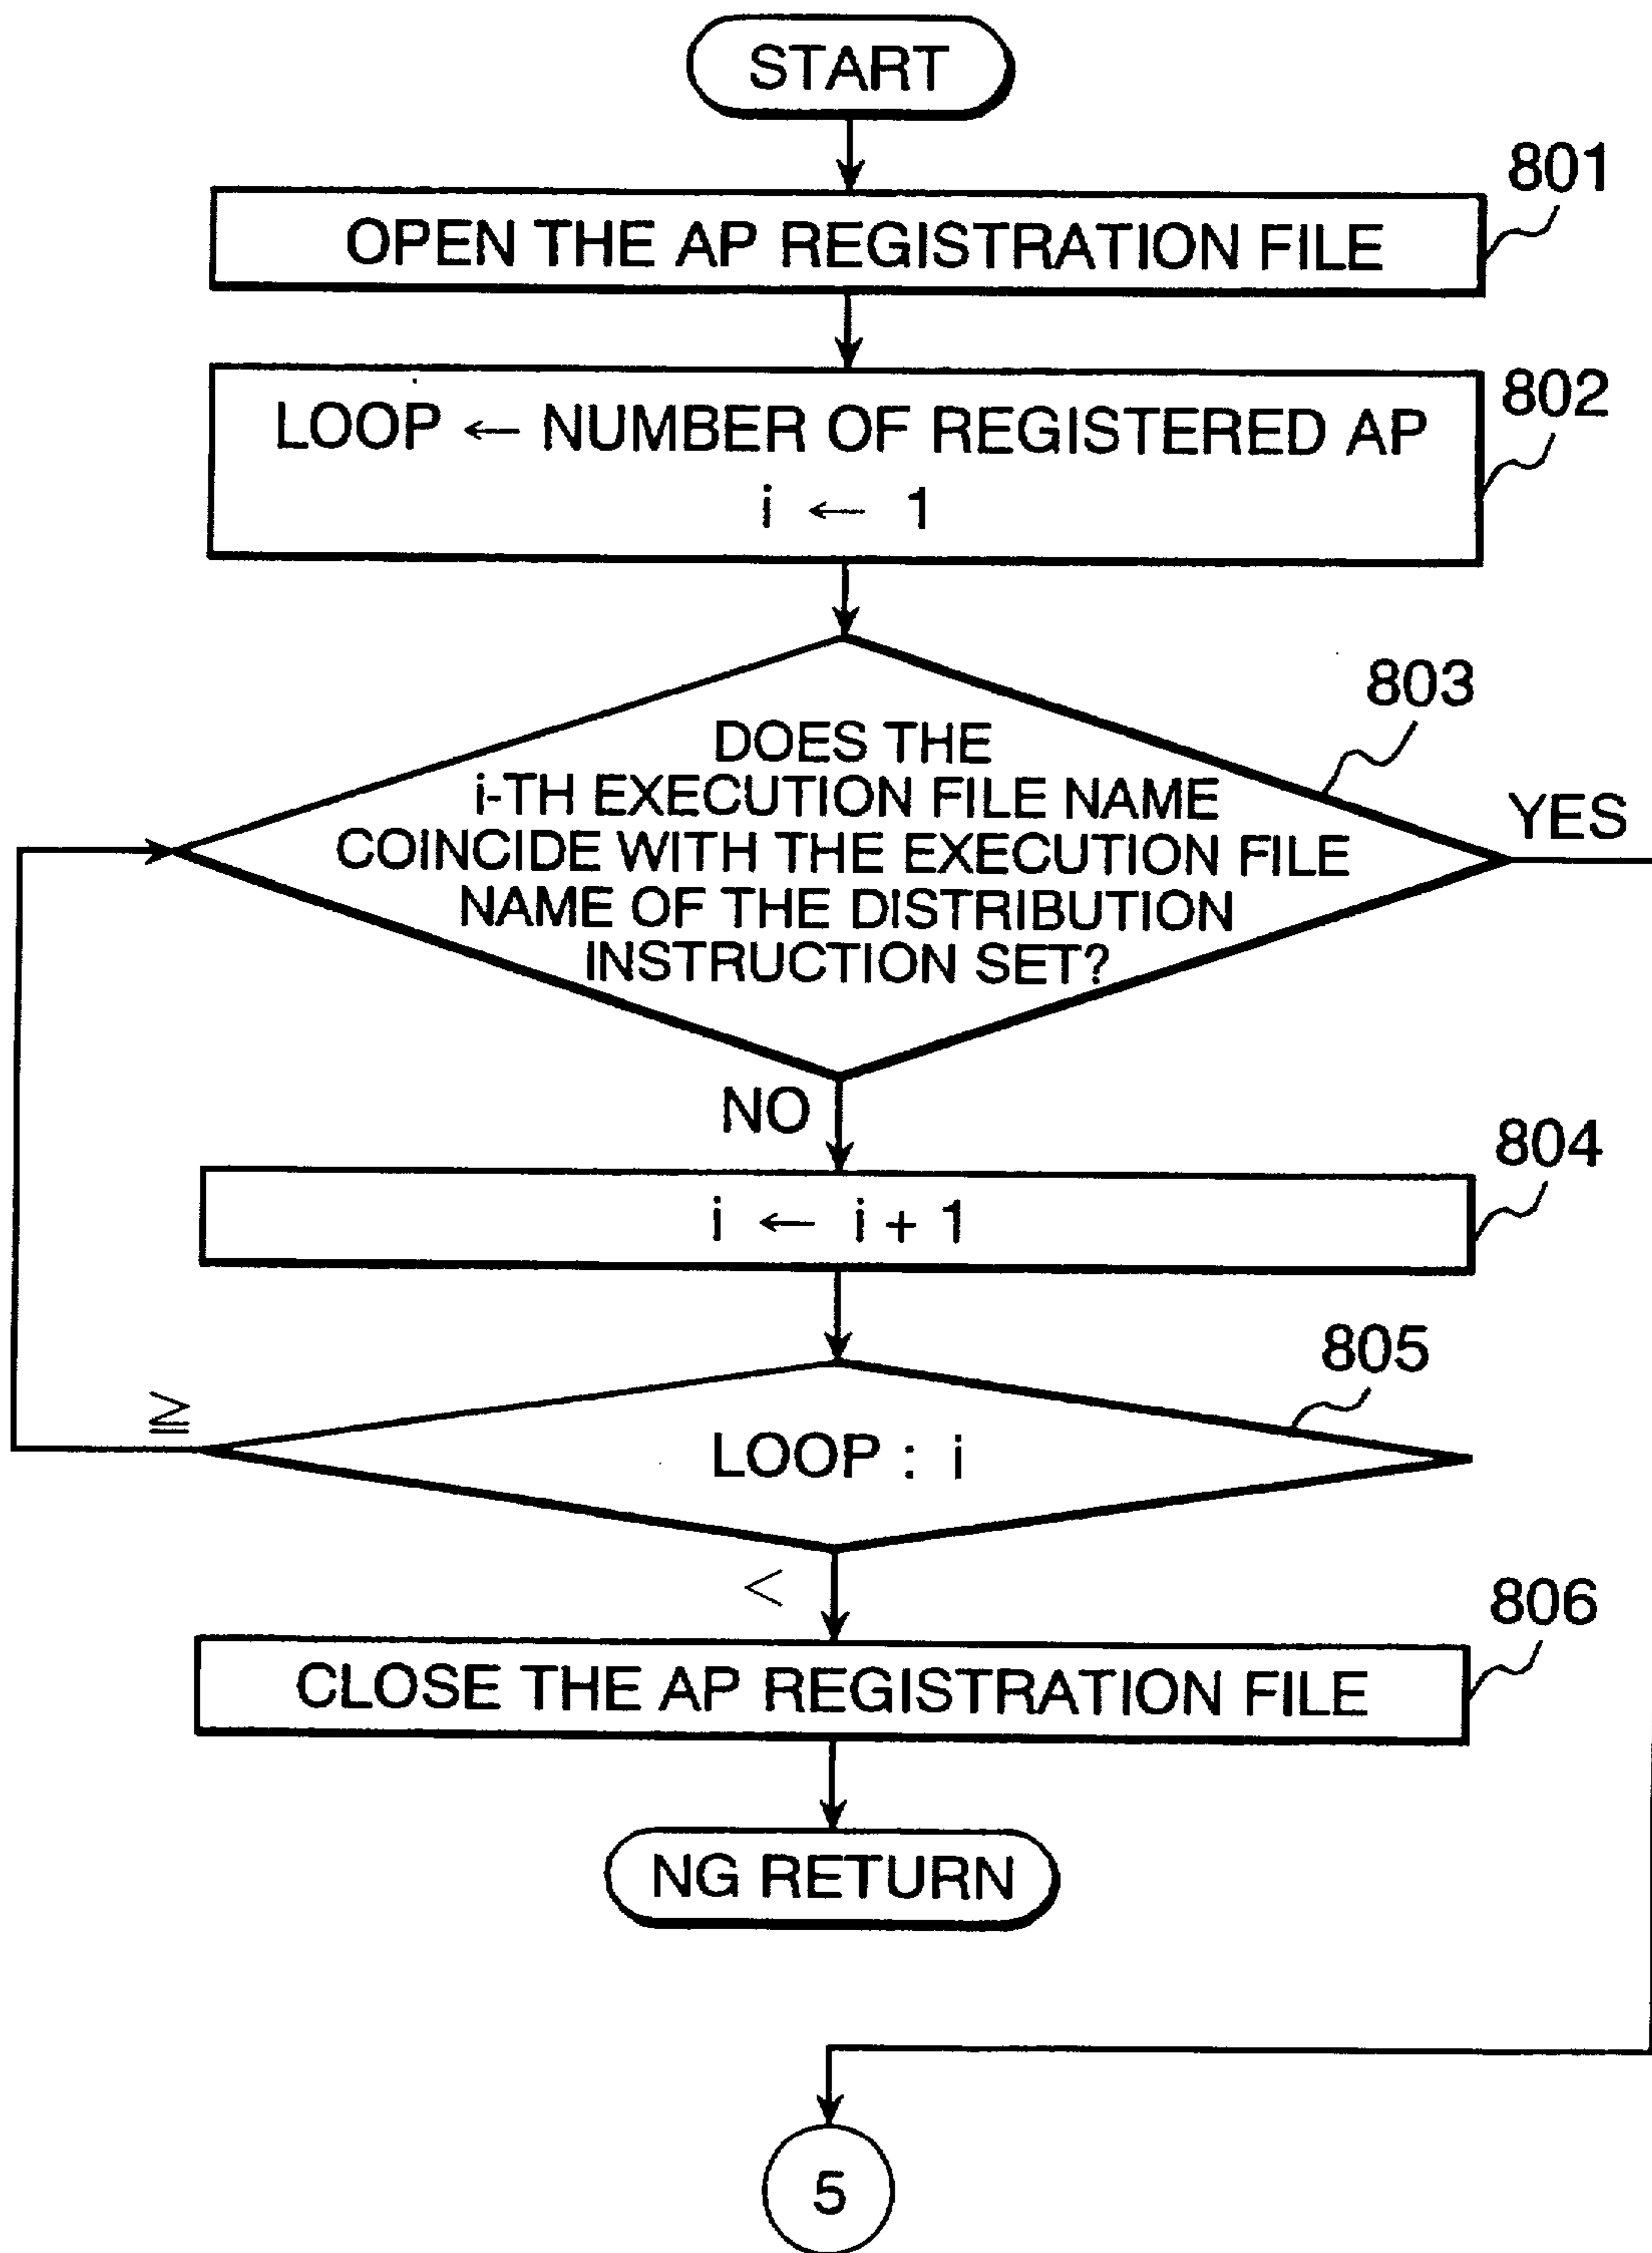 START
801
OPEN THE AP REGISTRATION FILE
802
LOOP ← NUMBER OF REGISTERED AP
i ← 1
803
DOES THE
i-TH EXECUTION FILE NAME
COINCIDE WITH THE EXECUTION FILE
NAME OF THE DISTRIBUTION
INSTRUCTION SET?
YES
NO
804
i ← i + 1
805
≧
LOOP : i
<
806
CLOSE THE AP REGISTRATION FILE
NG RETURN
5